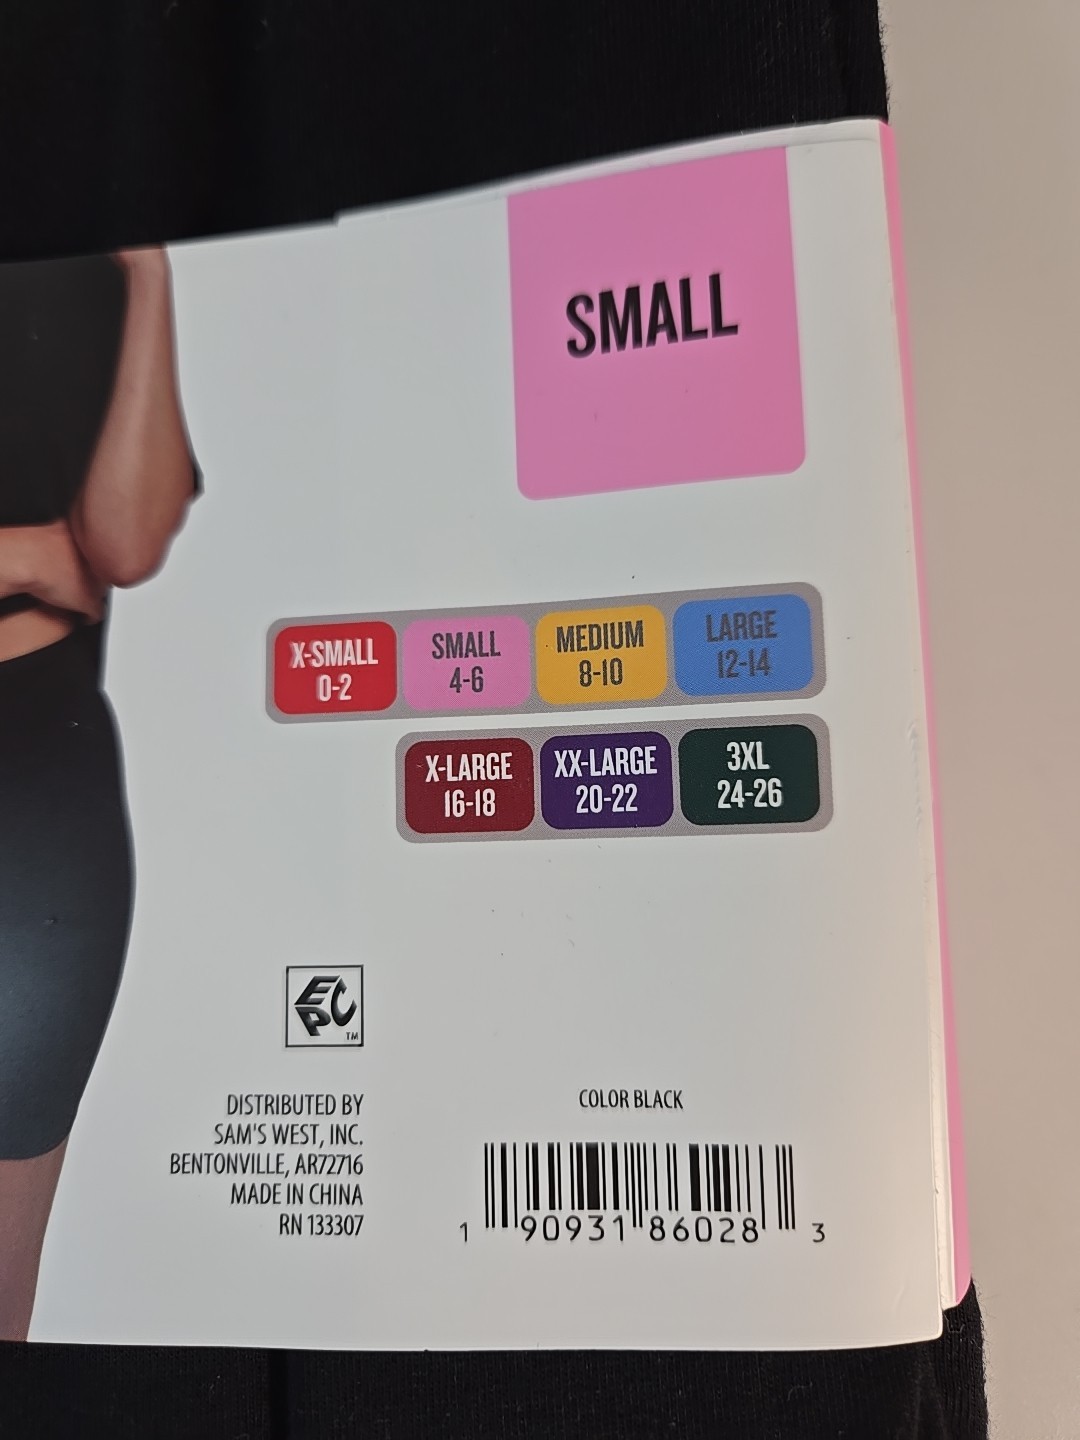 SMALL
X-SMALL
0-2
SMALL
4-6
MEDIUM
8-10
LARGE
12-14
X-LARGE
16-18
XX-LARGE
20-22
3XL
24-26
EPC
TM
DISTRIBUTED BY
SAM'S WEST, INC.
BENTONVILLE, AR72716
MADE IN CHINA
RN 133307
COLOR BLACK
1 90931 86028 3